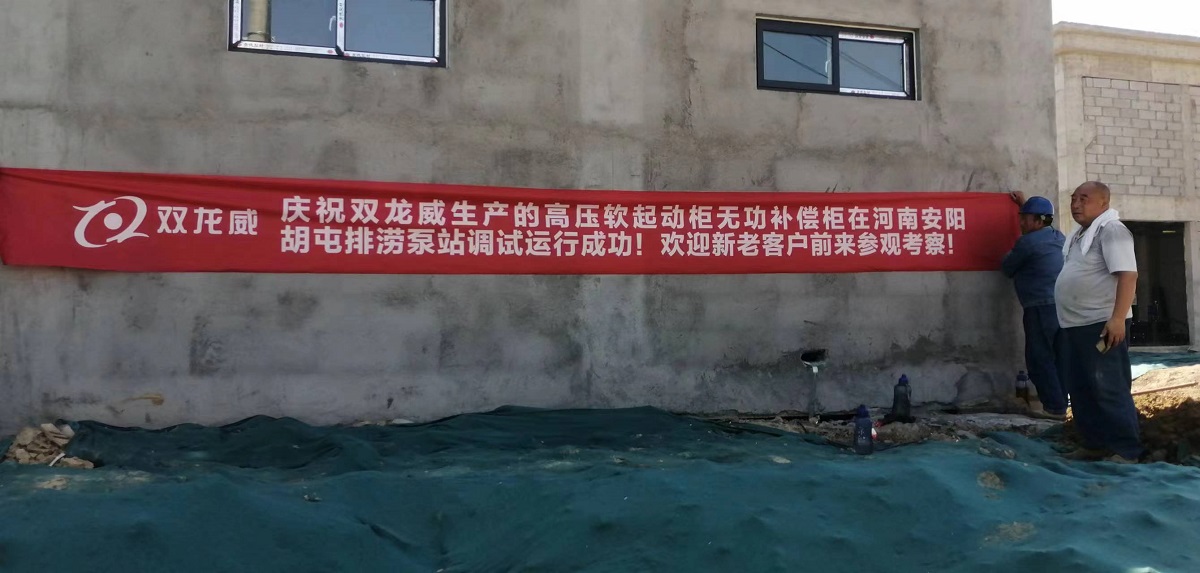 双龙威
庆祝双龙威生产的高压软起动柜无功补偿柜在河南安阳
胡屯排涝泵站调试运行成功！欢迎新老客户前来参观考察！